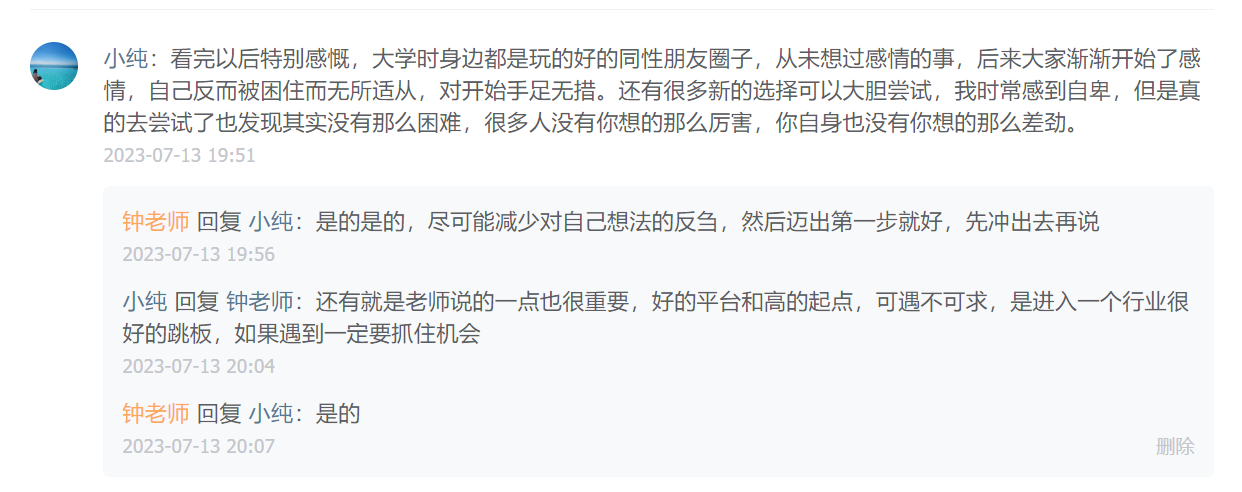 小纯：看完以后特别感慨，大学时身边都是玩的好的同性朋友圈子，从未想过感情的事，后来大家渐渐开始了感
情，自己反而被困住而无所适从，对开始手足无措。还有很多新的选择可以大胆尝试，我时常感到自卑，但是真
的去尝试了也发现其实没有那么困难，很多人没有你想的那么厉害，你自身也没有你想的那么差劲。
2023-07-13 19:51
钟老师 回复 小纯：是的是的，尽可能减少对自己想法的反刍，然后迈出第一步就好，先冲出去再说
2023-07-13 19:56
小纯 回复 钟老师：还有就是老师说的一点也很重要，好的平台和高的起点，可遇不可求，是进入一个行业很
好的跳板，如果遇到一定要抓住机会
2023-07-13 20:04
钟老师 回复 小纯：是的
2023-07-13 20:07 删除